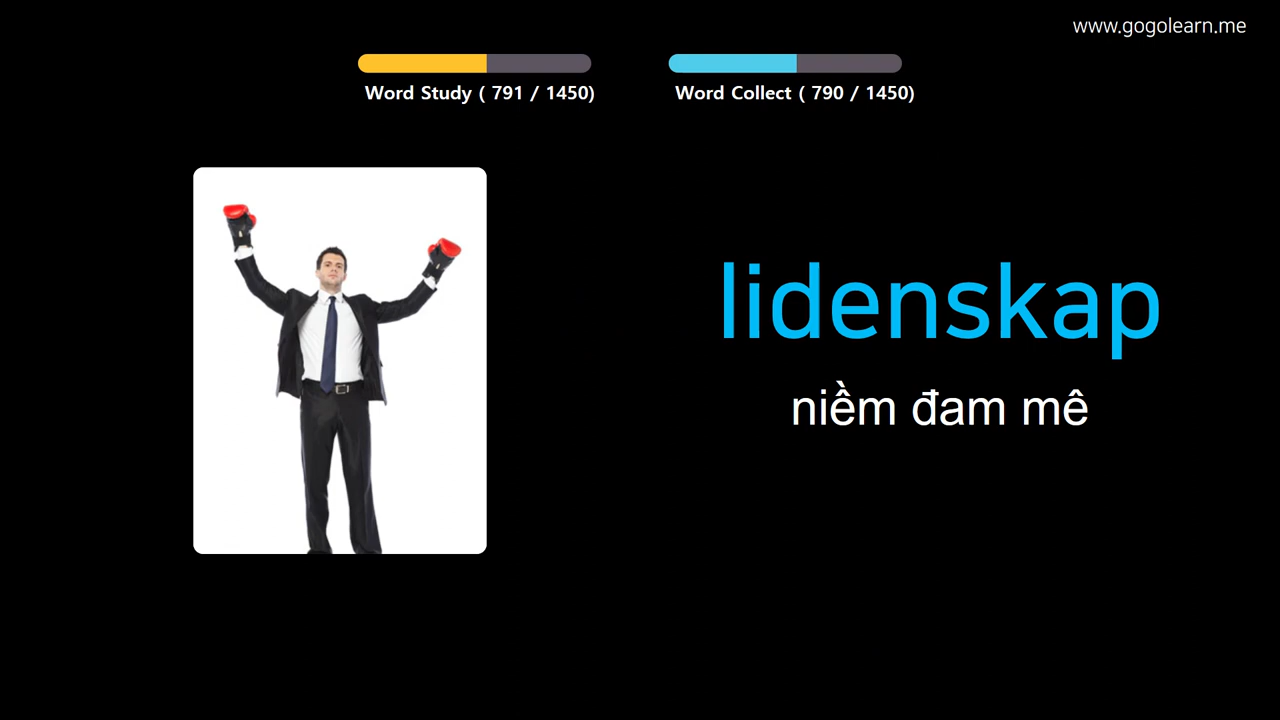 www.gogolearn.me
Word Study ( 791 / 1450)
Word Collect ( 790 / 1450)
lidenskap
niềm đam mê